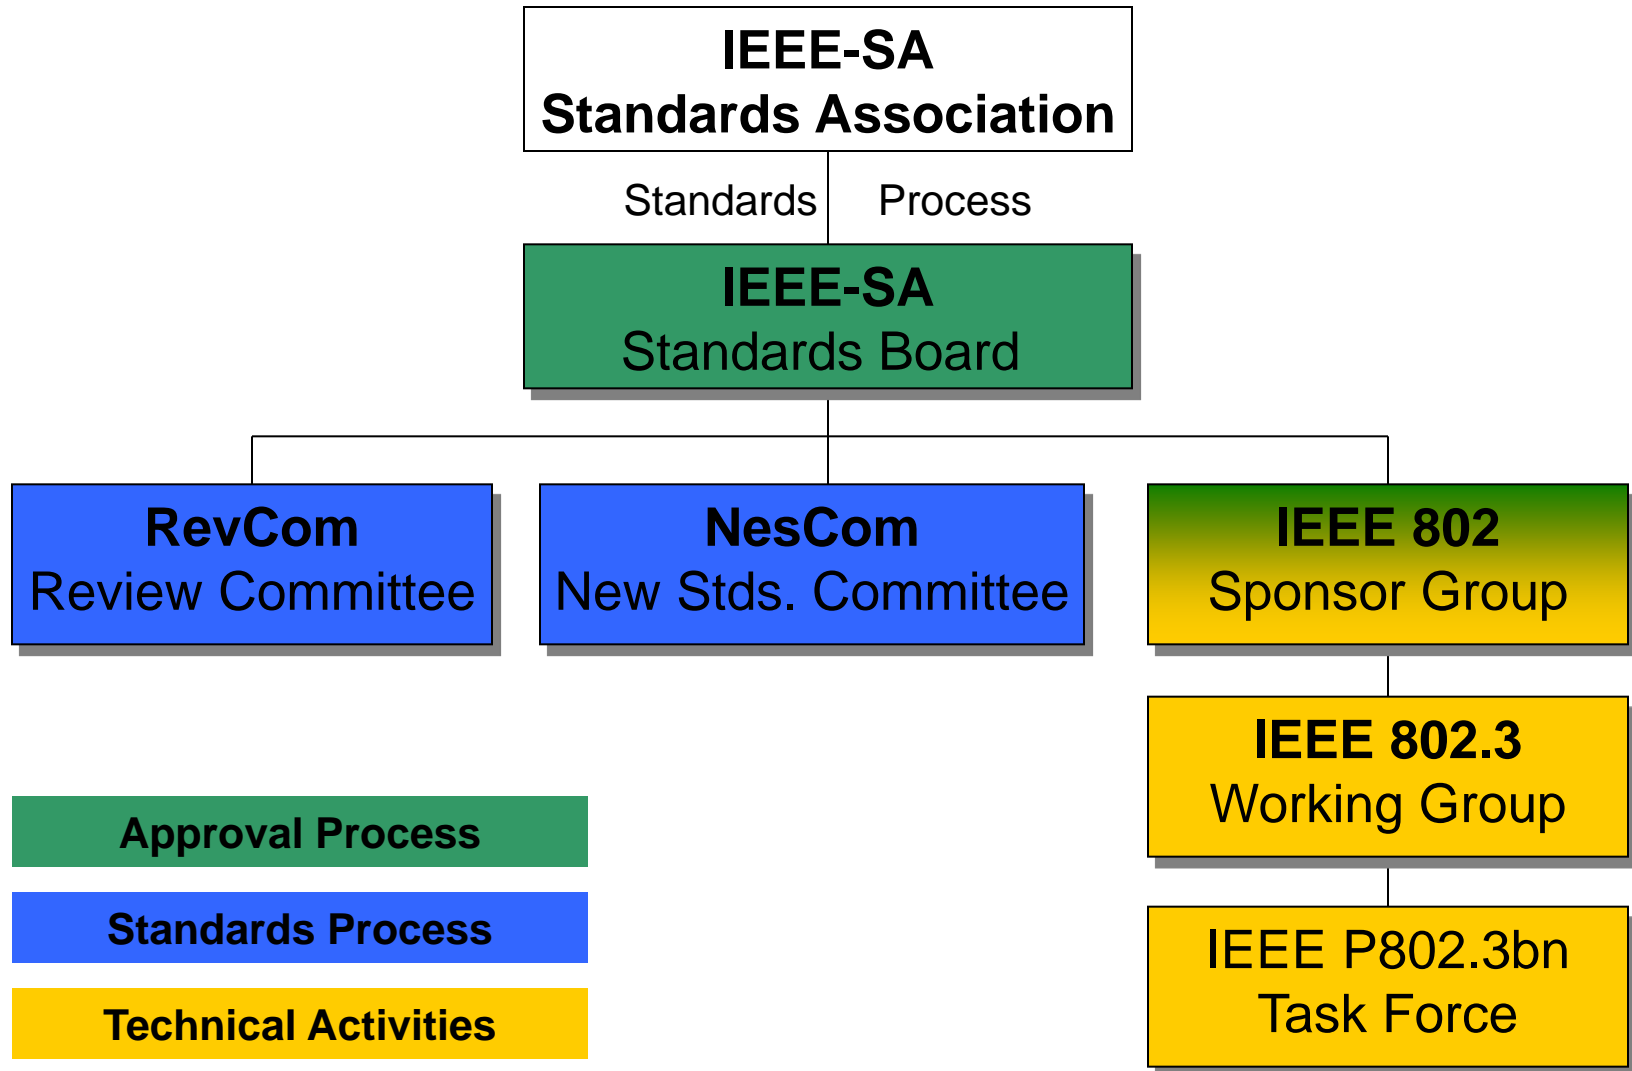 IEEE-SA
Standards Association
Standards Process
IEEE-SA
Standards Board
RevCom
Review Committee
NesCom
New Stds. Committee
IEEE 802
Sponsor Group
IEEE 802.3
Working Group
IEEE P802.3bn
Task Force
Approval Process
Standards Process
Technical Activities